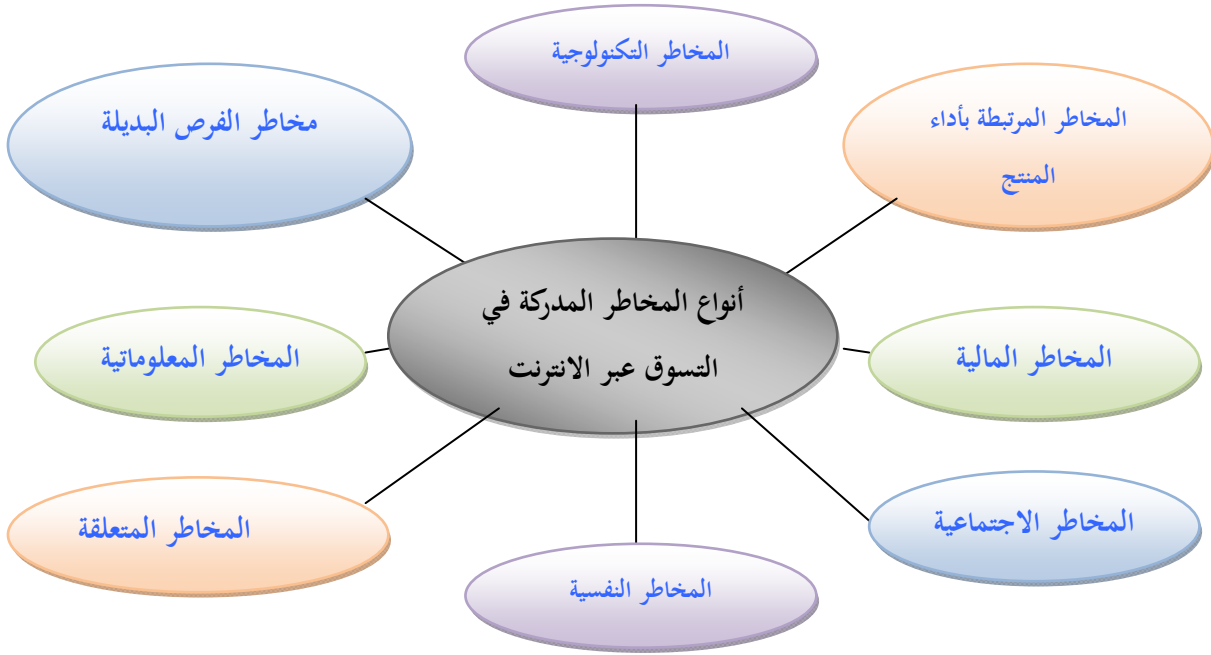 المخاطر التكنولوجية
المخاطر المرتبطة بأداء
المنتج
مخاطر الفرص البديلة
أنواع المخاطر المدركة في
التسوق عبر الانترنت
المخاطر المالية
المخاطر المعلوماتية
المخاطر الاجتماعية
المخاطر المتعلقة
المخاطر النفسية